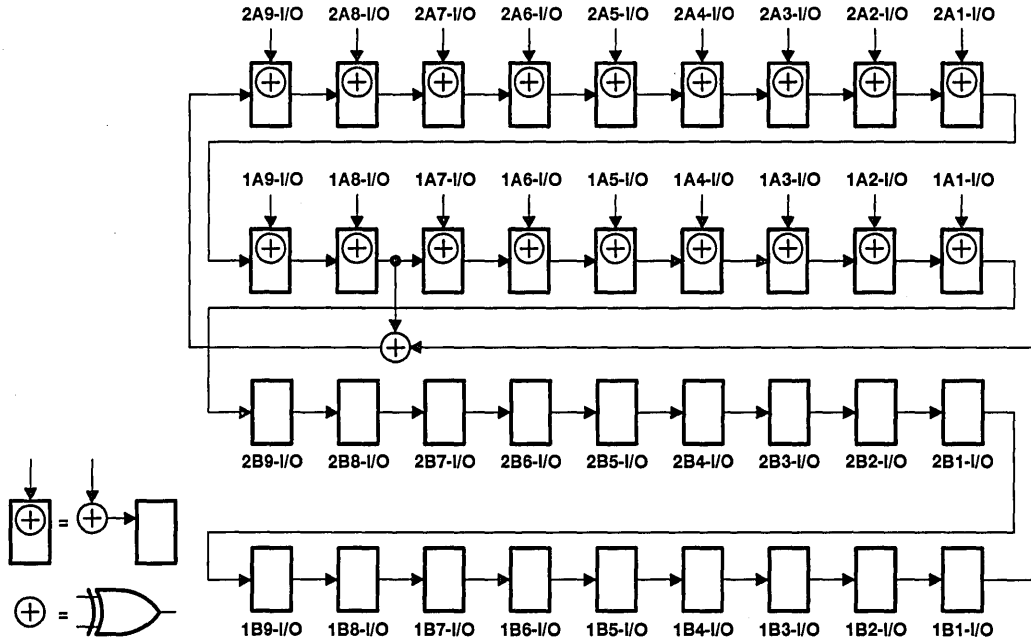 2A9-I/O 2A8-I/O 2A7-I/O 2A6-I/O 2A5-I/O 2A4-I/O 2A3-I/O 2A2-I/O 2A1-I/O
1A9-I/O 1A8-I/O 1A7-I/O 1A6-I/O 1A5-I/O 1A4-I/O 1A3-I/O 1A2-I/O 1A1-I/O
2B9-I/O 2B8-I/O 2B7-I/O 2B6-I/O 2B5-I/O 2B4-I/O 2B3-I/O 2B2-I/O 2B1-I/O
=
=
1B9-I/O 1B8-I/O 1B7-I/O 1B6-I/O 1B5-I/O 1B4-I/O 1B3-I/O 1B2-I/O 1B1-I/O